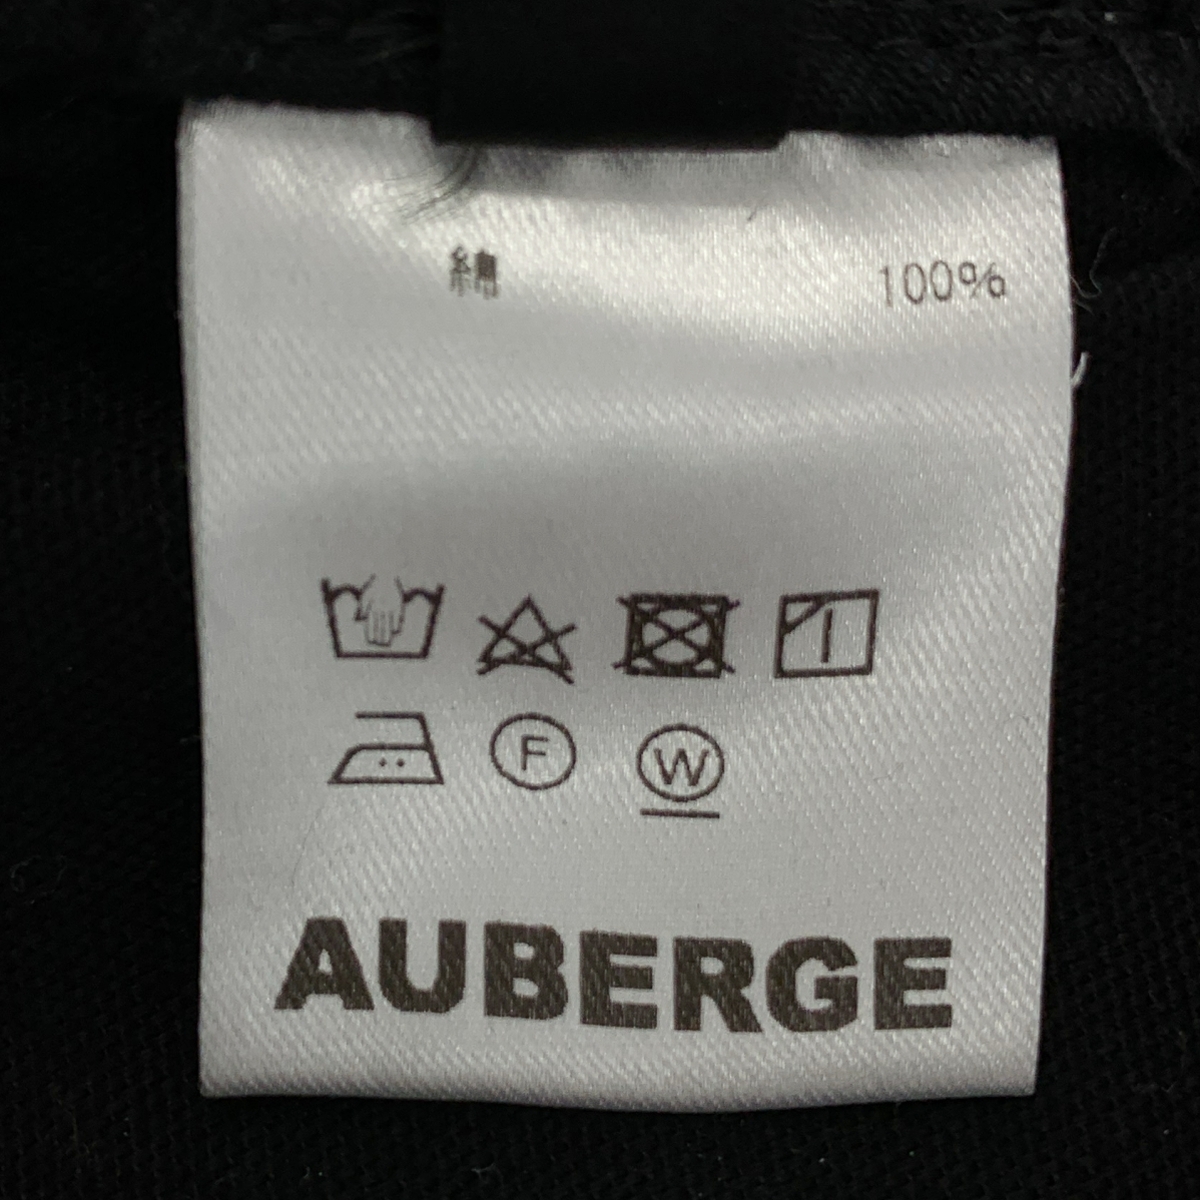 綿 100%
F W
AUBERGE